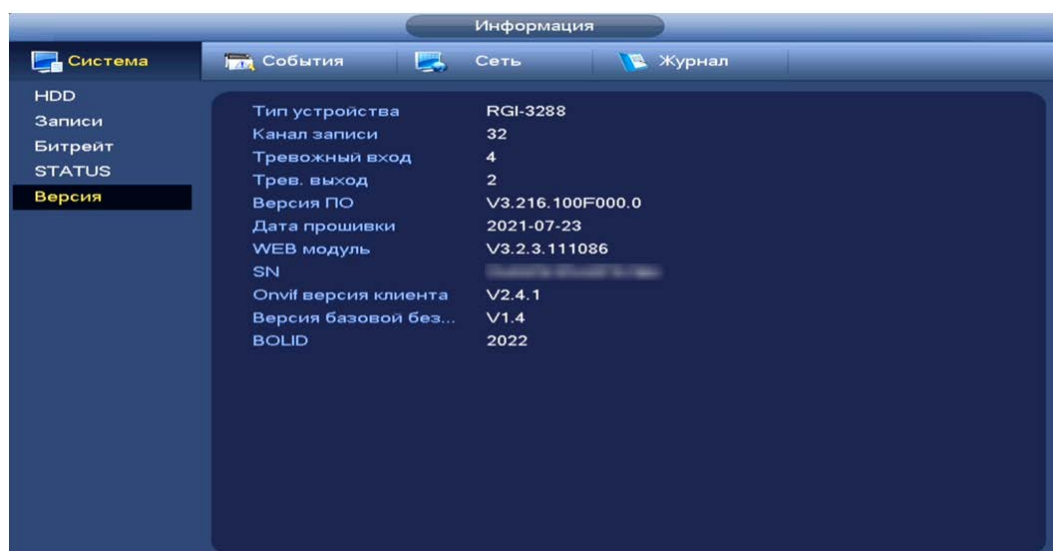 Информация
Система События Сеть Журнал
HDD
Записи
Битрейт
STATUS
Версия
Тип устройства RGI-3288
Канал записи 32
Тревожный вход 4
Трев. выход 2
Версия ПО V3.216.100F000.0
Дата прошивки 2021-07-23
WEB модуль V3.2.3.111086
SN
Onvif версия клиента V2.4.1
Версия базовой без... V1.4
BOLID 2022